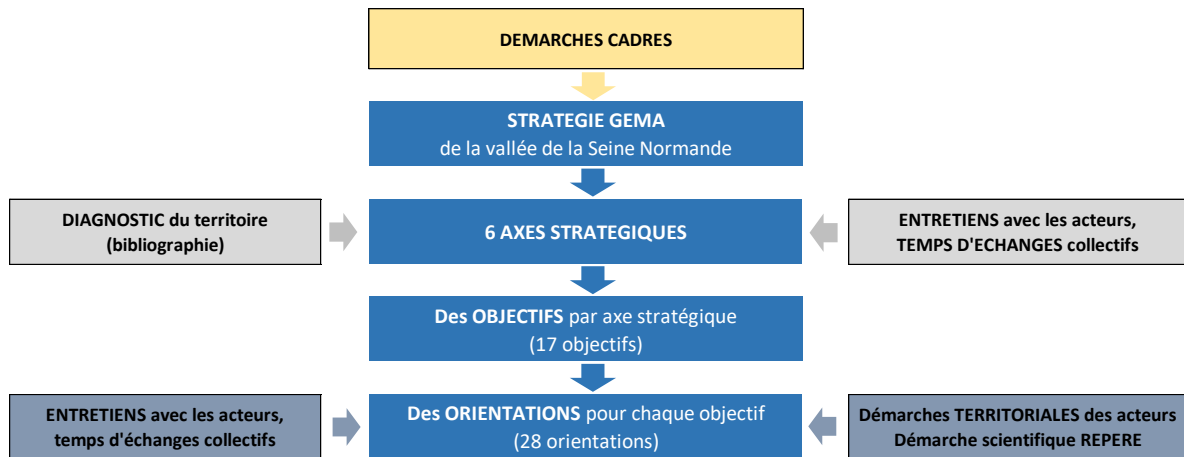 DEMARCHES CADRES
STRATEGIE GEMA
de la vallée de la Seine Normande
DIAGNOSTIC du territoire
(bibliographie)
6 AXES STRATEGIQUES
ENTRETIENS avec les acteurs,
TEMPS D'ECHANGES collectifs
Des OBJECTIFS par axe stratégique
(17 objectifs)
ENTRETIENS avec les acteurs,
temps d'échanges collectifs
Des ORIENTATIONS pour chaque objectif
(28 orientations)
Démarches TERRITORIALES des acteurs
Démarche scientifique REPERE